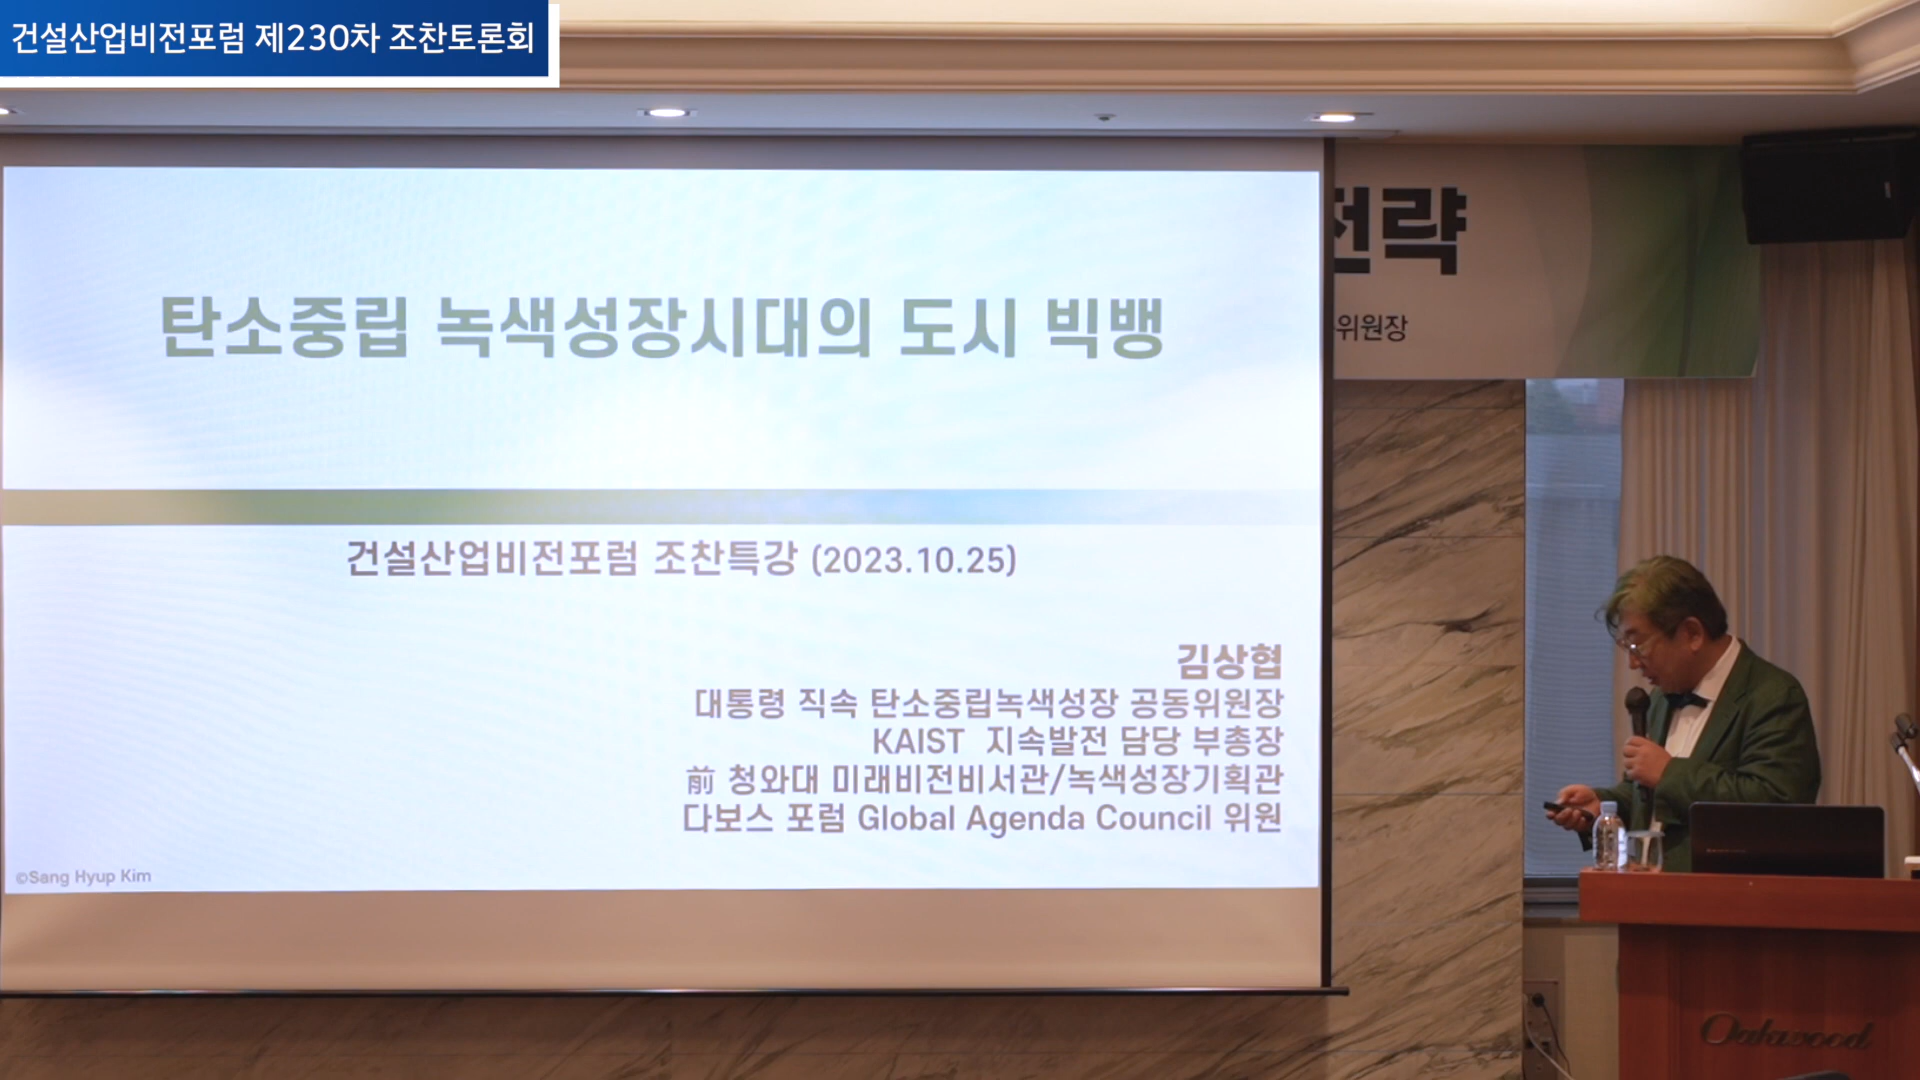 건설산업비전포럼 제230차 조찬토론회
전략
위원장
탄소중립 녹색성장시대의 도시 빅뱅
건설산업비전포럼 조찬특강 (2023.10.25)
김상협
대통령 직속 탄소중립녹색성장 공동위원장
KAIST 지속발전 담당 부총장
前 청와대 미래비전비서관/녹색성장기획관
다보스 포럼 Global Agenda Council 위원
©Sang Hyup Kim
Oakwood